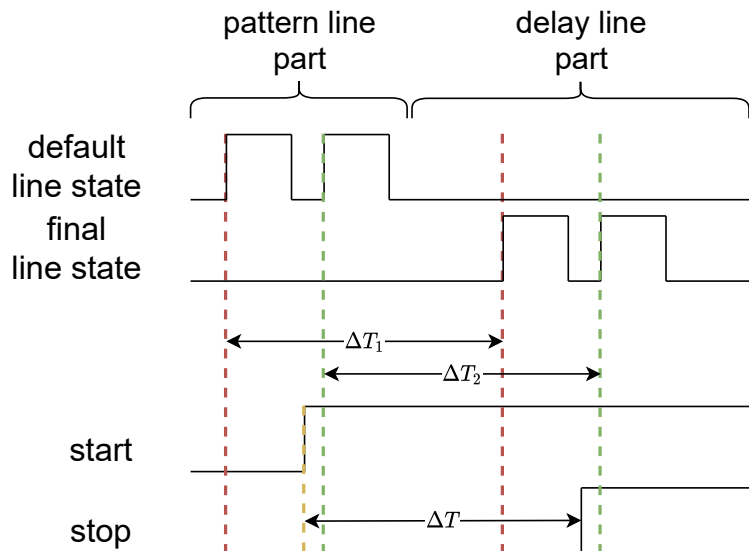 pattern line
part
delay line
part
default
line state
final
line state
ΔT₁
ΔT₂
start
ΔT
stop